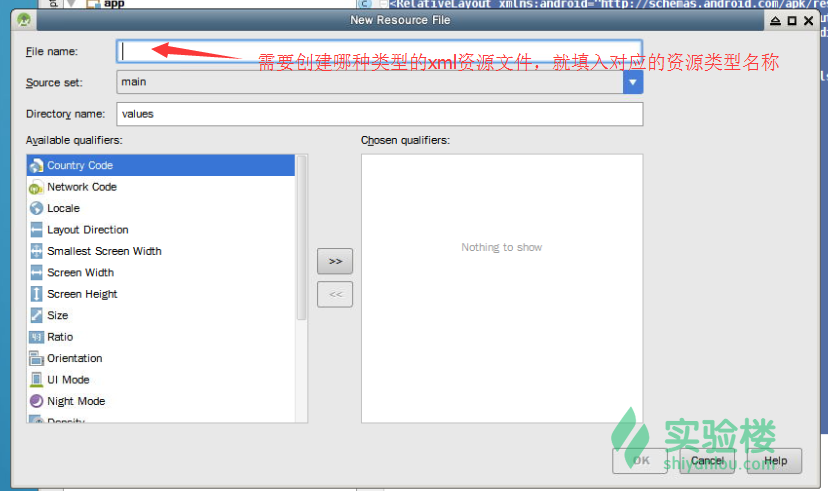 app
<RelativeLayout xmlns:android="http://schemas.android.com/apk/res
New Resource File
File name:
需要创建哪种类型的xml资源文件，就填入对应的资源类型名称
Source set:
main
Directory name:
values
Available qualifiers:
Chosen qualifiers:
Country Code
Network Code
Locale
Layout Direction
Smallest Screen Width
Nothing to show
>>
Screen Width
Screen Height
<<
Size
Ratio
Orientation
UI Mode
Night Mode
Density
实验楼
shiyanlou.com
OK
Cancel
Help